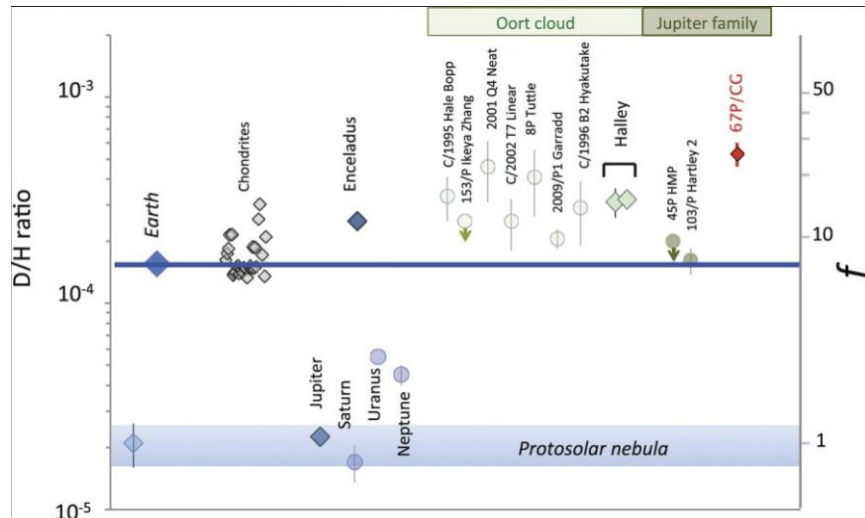 Oort cloud
Jupiter family
D/H ratio
10-3
10-4
10-5
Earth
Chondrites
Enceladus
C/1995 Hale Bopp
153/P Ikeya Zhang
2001 Q4 Neat
C/2002 T7 Linear
8P Tuttle
2009/P1 Garradd
C/1996 B2 Hyakutake
Halley
45P HMP
103/P Hartley 2
67P/CG
Jupiter
Saturn
Uranus
Neptune
Protosolar nebula
50
10
1
f